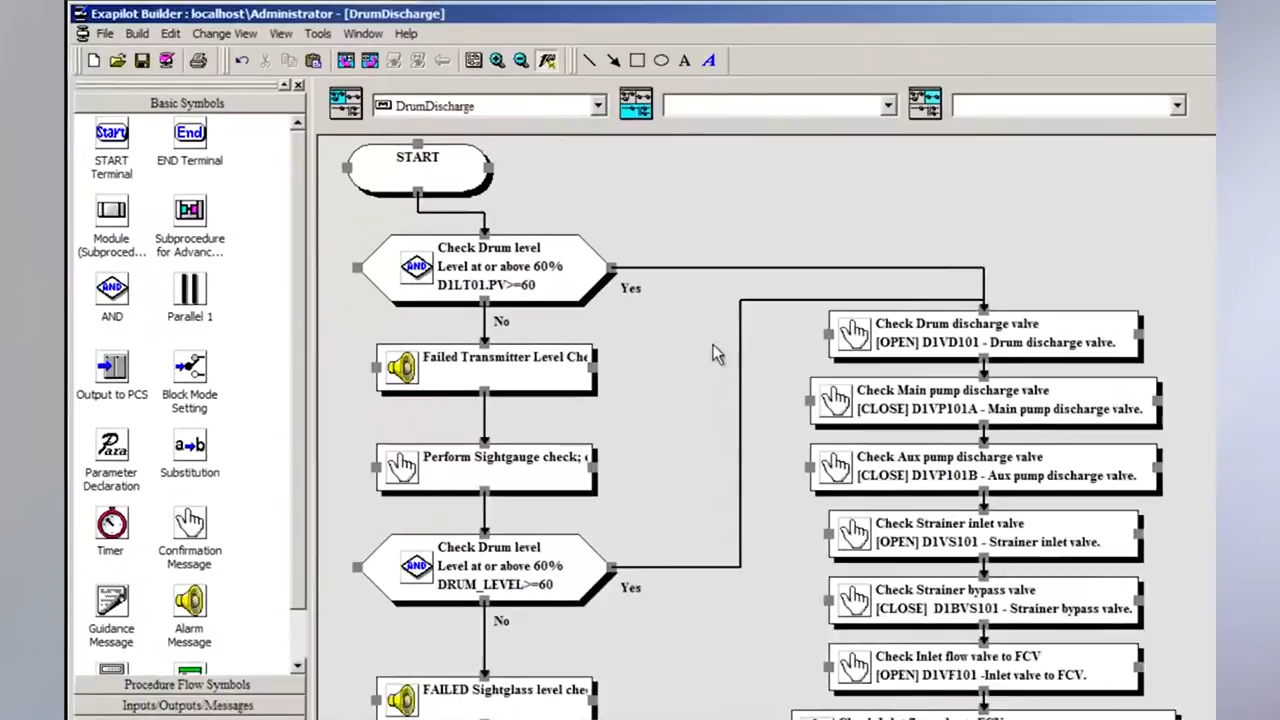 Exapilot Builder : localhost\Administrator - [DrumDischarge]
File Build Edit Change View View Tools Window Help
Basic Symbols
DrumDischarge
Start
START
Terminal
End
END Terminal
Module
(Subproced...
Subprocedure
for Advanc...
AND
AND
Parallel 1
Output to PCS
Block Mode
Setting
Para
Parameter
Declaration
a→b
Substitution
Timer
Confirmation
Message
Guidance
Message
Alarm
Message
Procedure Flow Symbols
Inputs/Outputs/Messages
START
AND
Check Drum level
Level at or above 60%
D1LT01.PV>=60
Yes
No
Failed Transmitter Level Che
Perform Sightgauge check;
AND
Check Drum level
Level at or above 60%
DRUM_LEVEL>=60
Yes
No
FAILED Sightglass level che
Check Drum discharge valve
[OPEN] D1VD101 - Drum discharge valve.
Check Main pump discharge valve
[CLOSE] D1VP101A - Main pump discharge valve.
Check Aux pump discharge valve
[CLOSE] D1VP101B - Aux pump discharge valve.
Check Strainer inlet valve
[OPEN] D1VS101 - Strainer inlet valve.
Check Strainer bypass valve
[CLOSE] D1BVS101 - Strainer bypass valve.
Check Inlet flow valve to FCV
[OPEN] D1VF101 -Inlet valve to FCV.